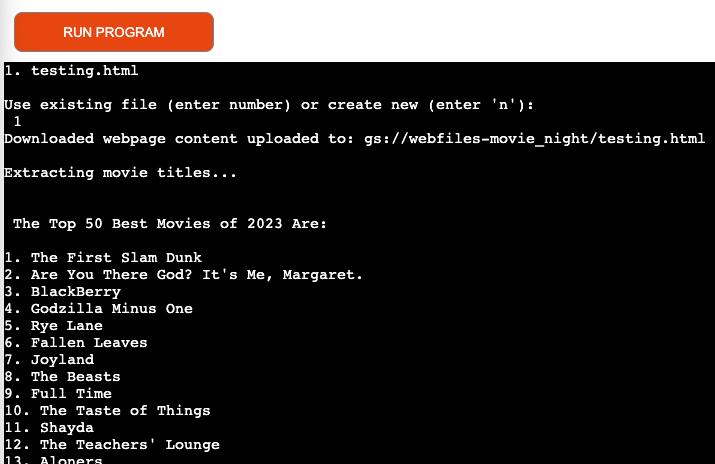 RUN PROGRAM
1. testing.html
Use existing file (enter number) or create new (enter 'n'):
1
Downloaded webpage content uploaded to: gs://webfiles-movie_night/testing.html
Extracting movie titles...
The Top 50 Best Movies of 2023 Are:
1. The First Slam Dunk
2. Are You There God? It's Me, Margaret.
3. BlackBerry
4. Godzilla Minus One
5. Rye Lane
6. Fallen Leaves
7. Joyland
8. The Beasts
9. Full Time
10. The Taste of Things
11. Shayda
12. The Teachers' Lounge
13. Aloners